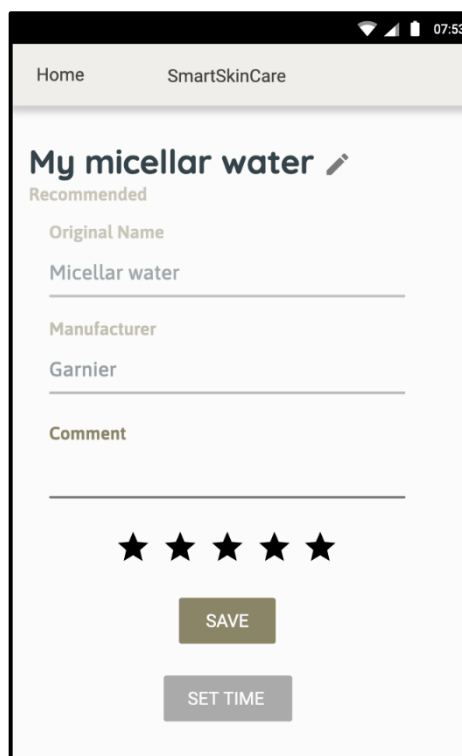 07:53
Home SmartSkinCare
My micellar water
Recommended
Original Name
Micellar water
Manufacturer
Garnier
Comment
SAVE
SET TIME